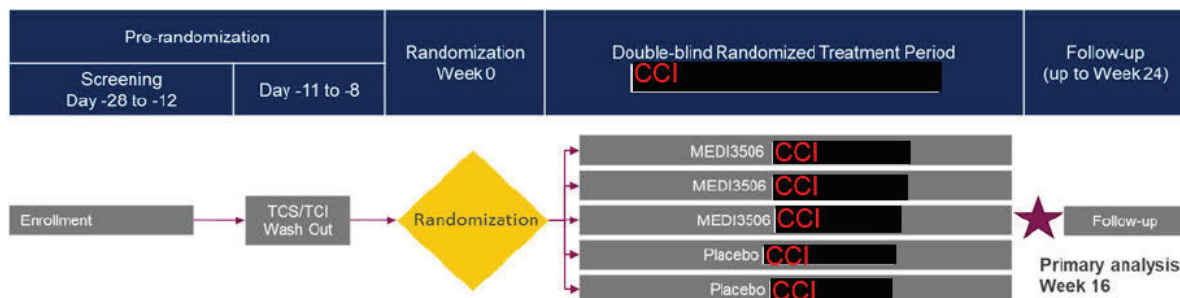 Pre-randomization
Screening
Day -28 to -12
Day -11 to -8
Randomization
Week 0
Double-blind Randomized Treatment Period
CCI
Follow-up
(up to Week 24)
Enrollment
TCS/TCI
Wash Out
Randomization
MEDI3506 CCI
MEDI3506 CCI
MEDI3506 CCI
Placebo CCI
Placebo CCI
Follow-up
Primary analysis
Week 16